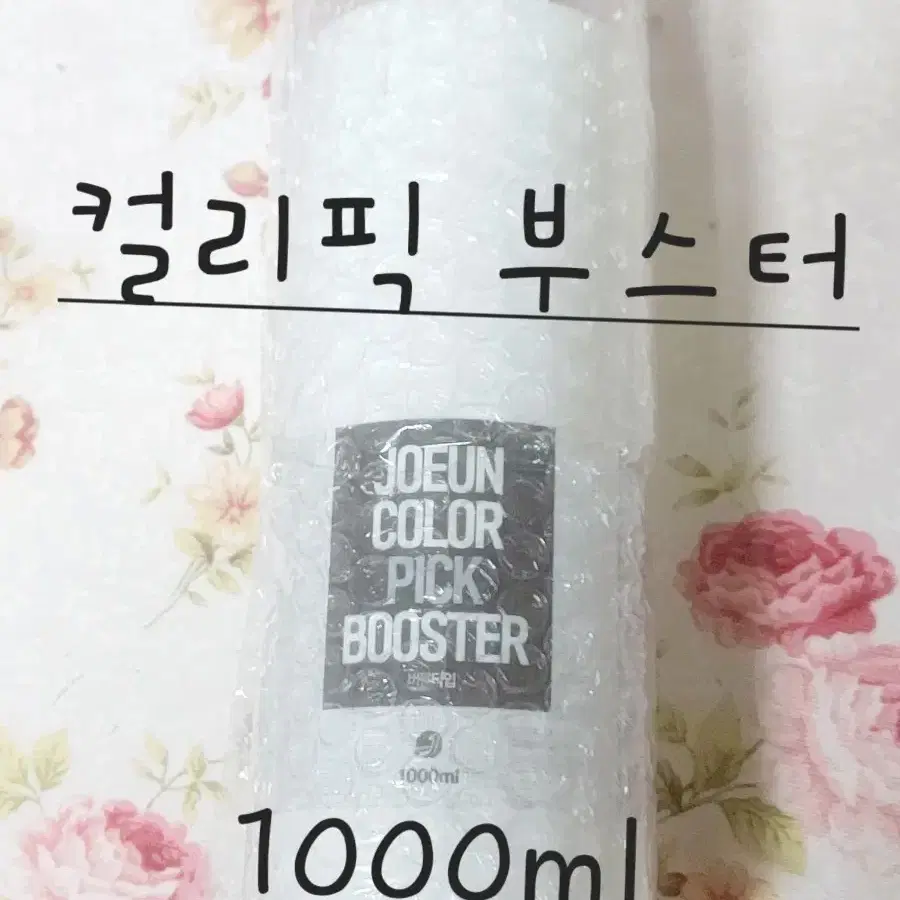 컬리픽 부스터
JOEUN
COLOR
PICK
BOOSTER
1000ml
1000ml